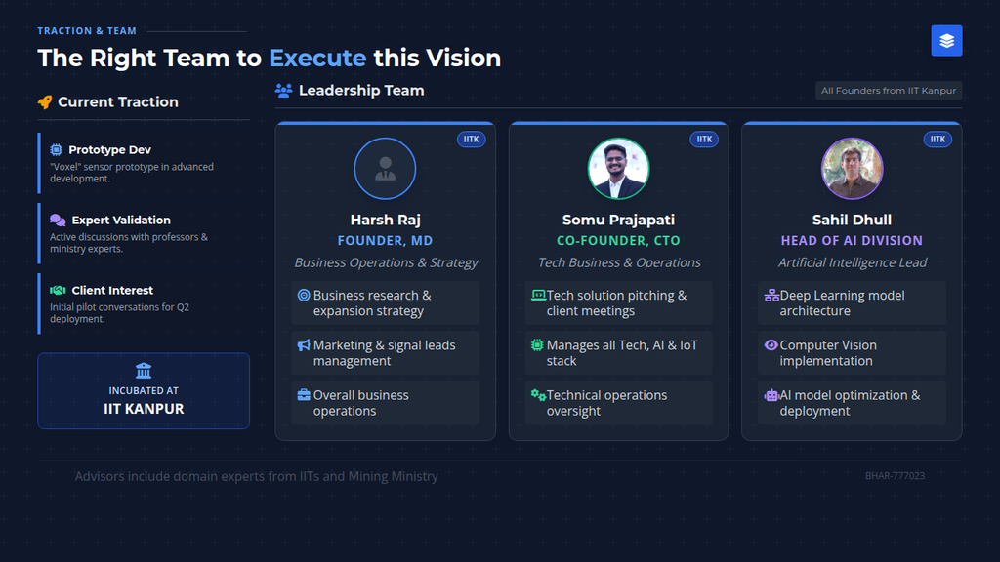 TRACTION & TEAM
The Right Team to Execute this Vision
Current Traction
Prototype Dev
"Voxel" sensor prototype in advanced
development.
Expert Validation
Active discussions with professors &
ministry experts.
Client Interest
Initial pilot conversations for Q2
deployment.
INCUBATED AT
IIT KANPUR
Leadership Team
All Founders from IIT Kanpur
IITK
Harsh Raj
FOUNDER, MD
Business Operations & Strategy
Business research &
expansion strategy
Marketing & signal leads
management
Overall business
operations
IITK
Somu Prajapati
CO-FOUNDER, CTO
Tech Business & Operations
Tech solution pitching &
client meetings
Manages all Tech, AI & IoT
stack
Technical operations
oversight
IITK
Sahil Dhull
HEAD OF AI DIVISION
Artificial Intelligence Lead
Deep Learning model
architecture
Computer Vision
implementation
AI model optimization &
deployment
Advisors include domain experts from IITs and Mining Ministry
BHAR-777023